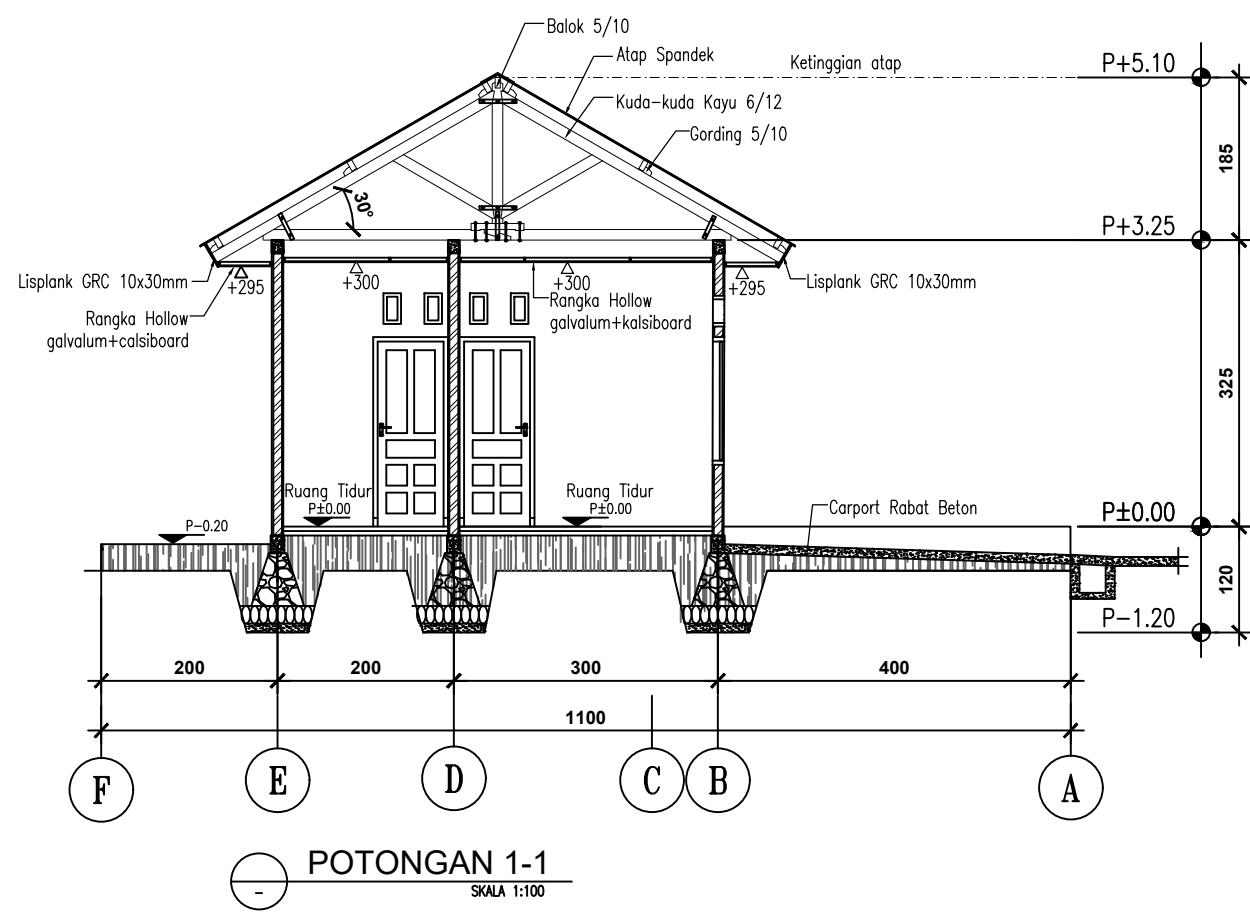 Balok 5/10
Atap Spandek
Ketinggian atap
P+5.10
Kuda-kuda Kayu 6/12
Gording 5/10
185
30°
P+3.25
Lisplank GRC 10x30mm
+295
+300
+300
+295
Lisplank GRC 10x30mm
Rangka Hollow
galvalum+calsiboard
Rangka Hollow
galvalum+kalsiboard
325
Ruang Tidur
P±0.00
Ruang Tidur
P±0.00
Carport Rabat Beton
P±0.00
P-0.20
120
P-1.20
200
200
300
400
1100
F
E
D
C
B
A
POTONGAN 1-1
SKALA 1:100
-